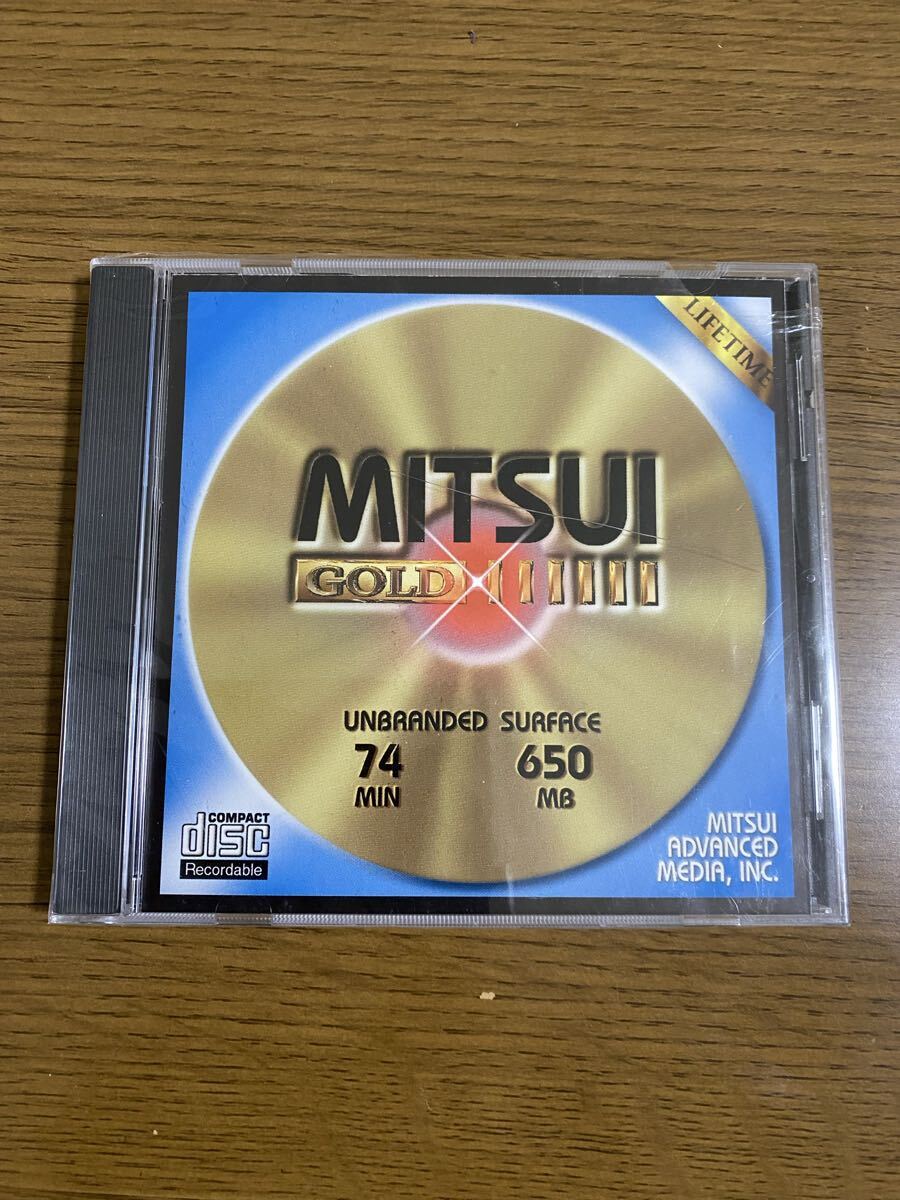 LIFETIME
MITSUI
GOLD
UNBRANDED SURFACE
74 650
MIN MB
COMPACT
disc
Recordable
MITSUI
ADVANCED
MEDIA, INC.